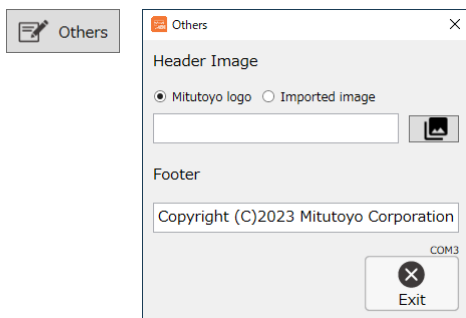 Others
Others
Header Image
Mitutoyo logo Imported image
Footer
Copyright (C)2023 Mitutoyo Corporation
COM3
Exit